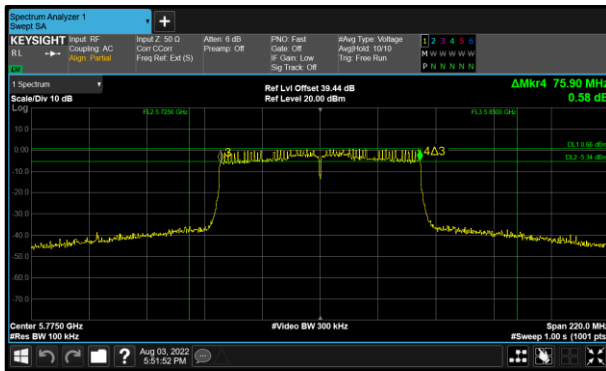 Spectrum Analyzer 1
Swept SA
KEYSIGHT
RL
Input: RF
Coupling: AC
Align: Partial
Input Z: 50 Ω
Corr CCorr
Freq Ref: Ext (S)
Atten: 6 dB
Preamp: Off
PNO: Fast
Gate: Off
IF Gain: Low
Sig Track: Off
#Avg Type: Voltage
Avg|Hold: 10/10
Trig: Free Run
1 2 3 4 5 6
M W W W W W
P N N N N N
1 Spectrum
Scale/Div 10 dB
Log
Ref Lvl Offset 39.44 dB
Ref Level 20.00 dBm
ΔMkr4 75.90 MHz
0.58 dB
FL2 5.7250 GHz
FL3 5.8500 GHz
10.0
0.00
-10.0
-20.0
-30.0
-40.0
-50.0
-60.0
-70.0
3
4Δ3
DL1 0.66 dBm
DL2 -5.34 dBm
Center 5.7750 GHz
#Res BW 100 kHz
#Video BW 300 kHz
Span 220.0 MHz
#Sweep 1.00 s (1001 pts)
Aug 03, 2022
5:51:52 PM